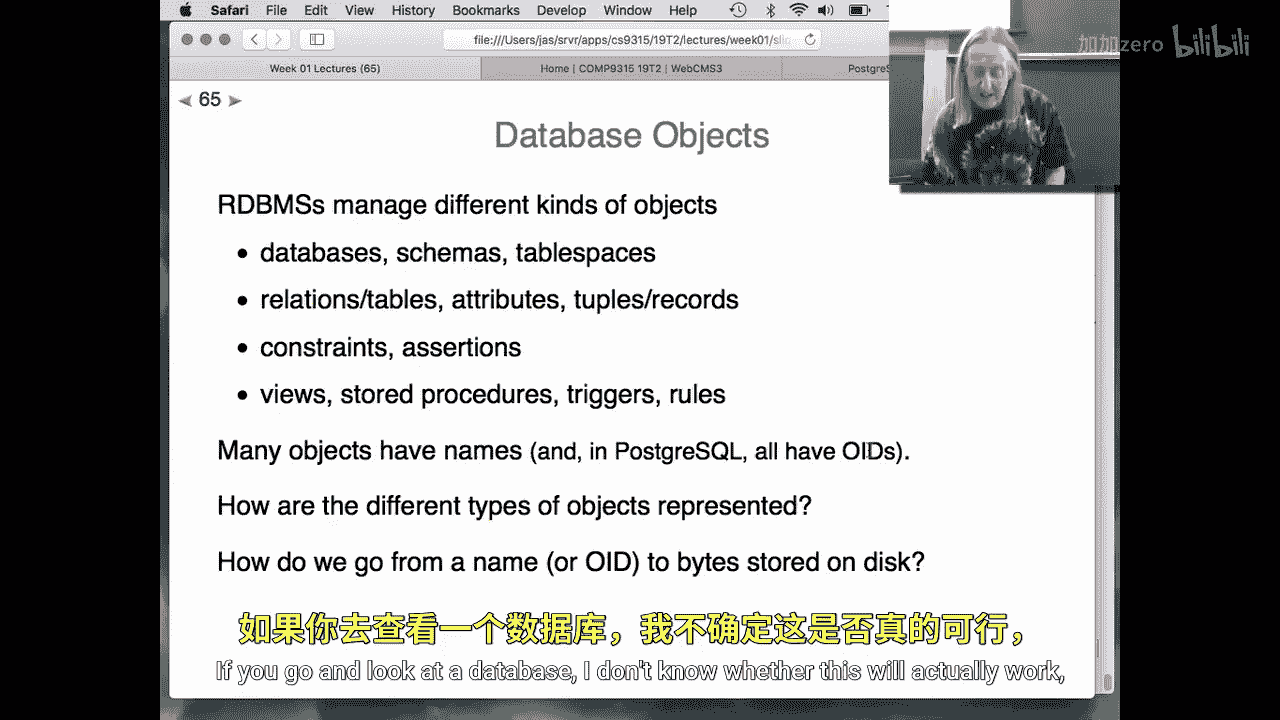 Safari File Edit View History Bookmarks Develop Window Help
加加zero bilibili
file:///Users/jas/srvr/apps/cs9315/19T2/lectures/week01/slic
Week 01 Lectures (65)
Home | COMP9315 19T2 | WebCMS3
PostgreS
65
Database Objects
RDBMSs manage different kinds of objects
• databases, schemas, tablespaces
• relations/tables, attributes, tuples/records
• constraints, assertions
• views, stored procedures, triggers, rules
Many objects have names (and, in PostgreSQL, all have OIDs).
How are the different types of objects represented?
How do we go from a name (or OID) to bytes stored on disk?
如果你去查看一个数据库，我不确定这是否真的可行，
If you go and look at a database, I don't know whether this will actually work,